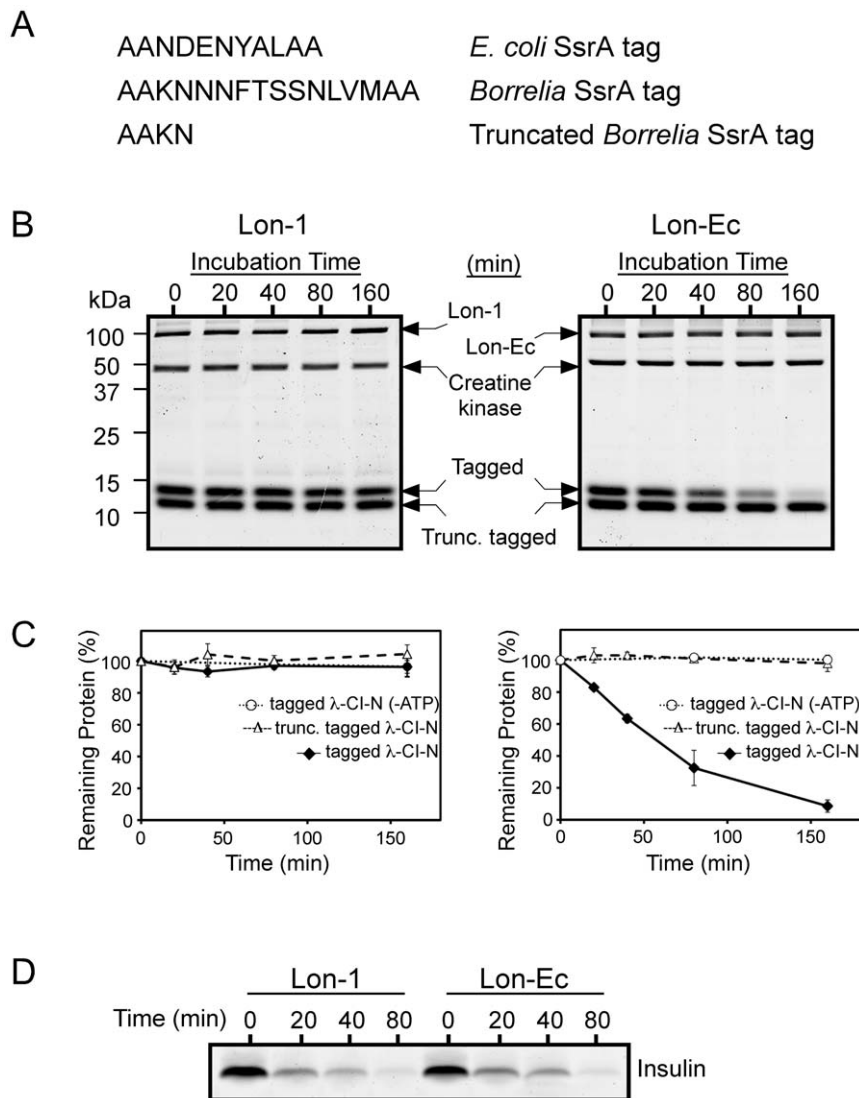 A
AANDENYALAA E. coli SsrA tag
AAKNNNFTSSNLVMAA Borrelia SsrA tag
AAKN Truncated Borrelia SsrA tag
B
Lon-1 Lon-Ec
Incubation Time (min) Incubation Time
kDa 0 20 40 80 160 0 20 40 80 160
100
50
37
25
15
10
Lon-1
Lon-Ec
Creatine
kinase
Tagged
Trunc. tagged
C
Remaining Protein (%)
100
80
60
40
20
0
tagged λ-CI-N (-ATP)
trunc. tagged λ-CI-N
tagged λ-CI-N
0 50 100 150
Time (min)
Remaining Protein (%)
100
80
60
40
20
0
tagged λ-CI-N (-ATP)
trunc. tagged λ-CI-N
tagged λ-CI-N
0 50 100 150
Time (min)
D
Lon-1 Lon-Ec
Time (min) 0 20 40 80 0 20 40 80
Insulin